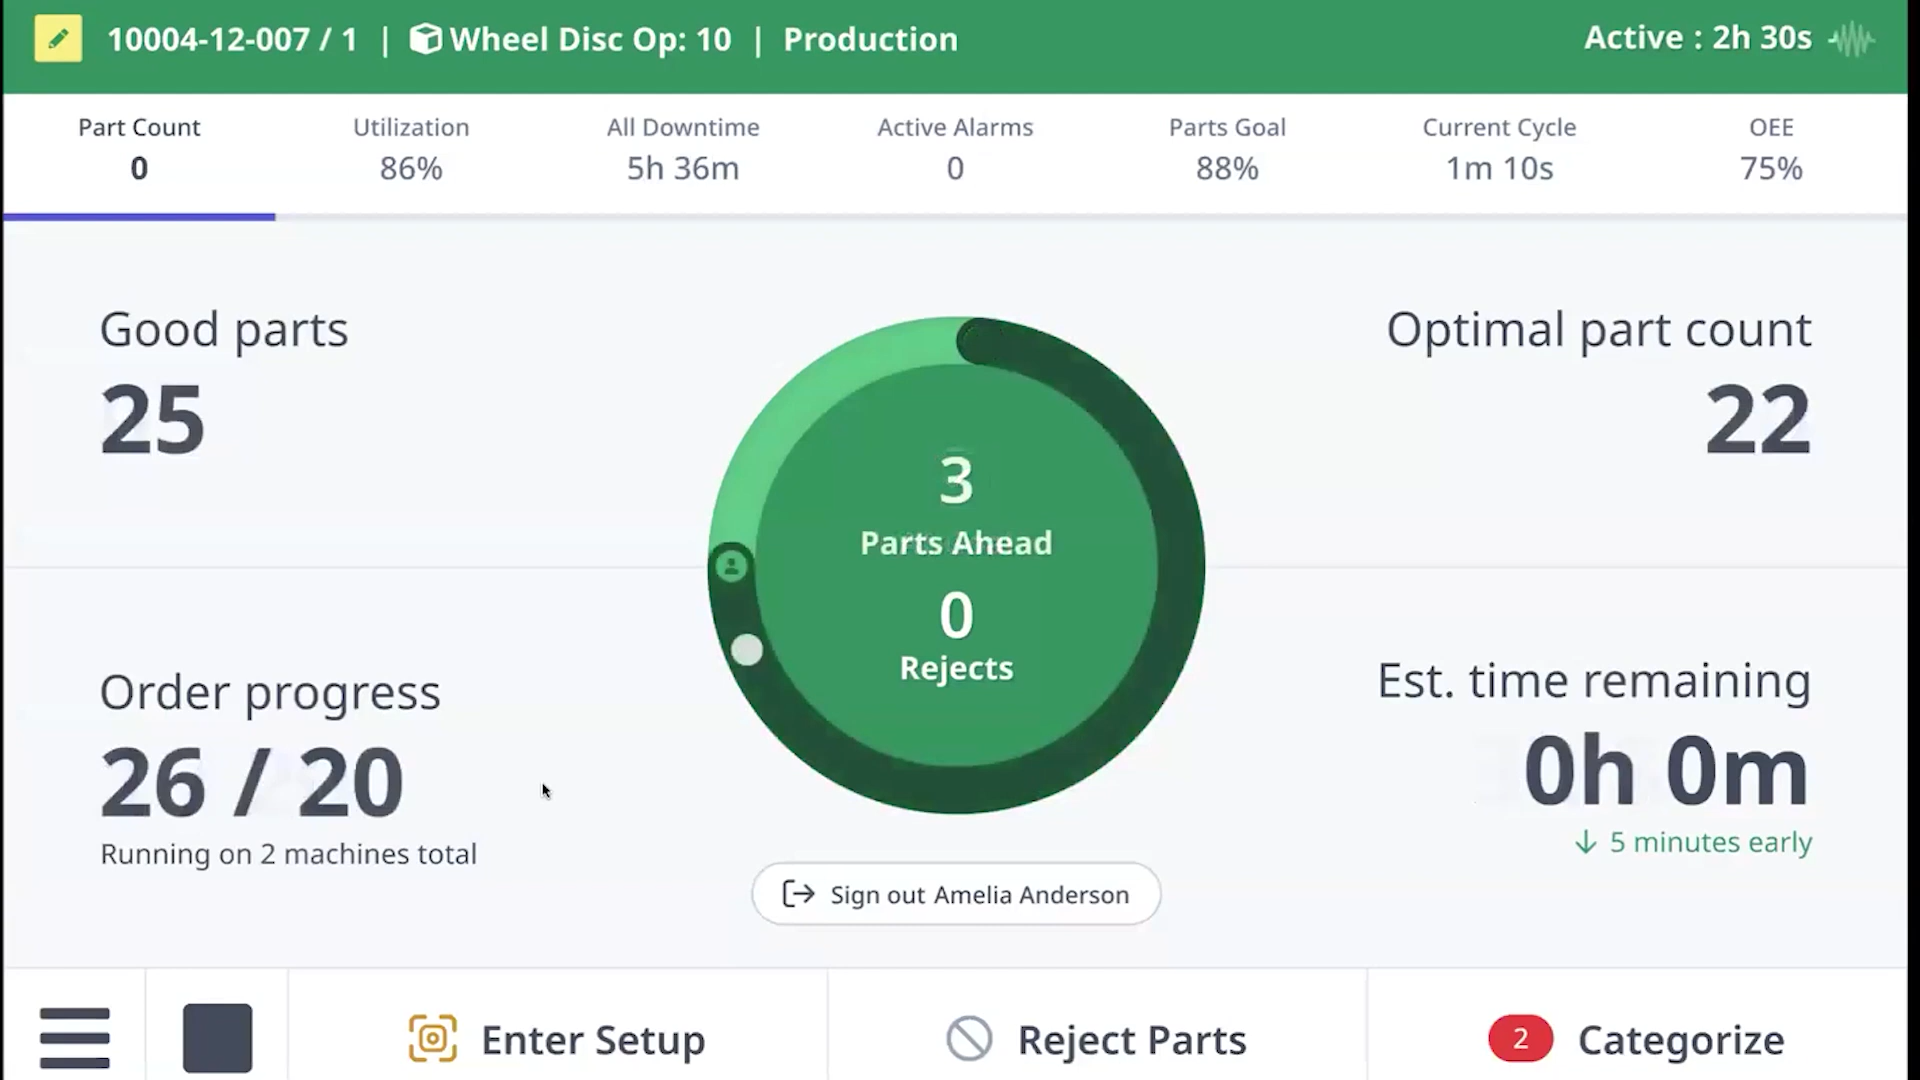 10004-12-007 / 1 | Wheel Disc Op: 10 | Production
Active : 2h 30s
Part Count
0
Utilization
86%
All Downtime
5h 36m
Active Alarms
0
Parts Goal
88%
Current Cycle
1m 10s
OEE
75%
Good parts
25
Optimal part count
22
3
Parts Ahead
0
Rejects
Order progress
26 / 20
Running on 2 machines total
Est. time remaining
0h 0m
↓ 5 minutes early
Sign out Amelia Anderson
Enter Setup
Reject Parts
2 Categorize